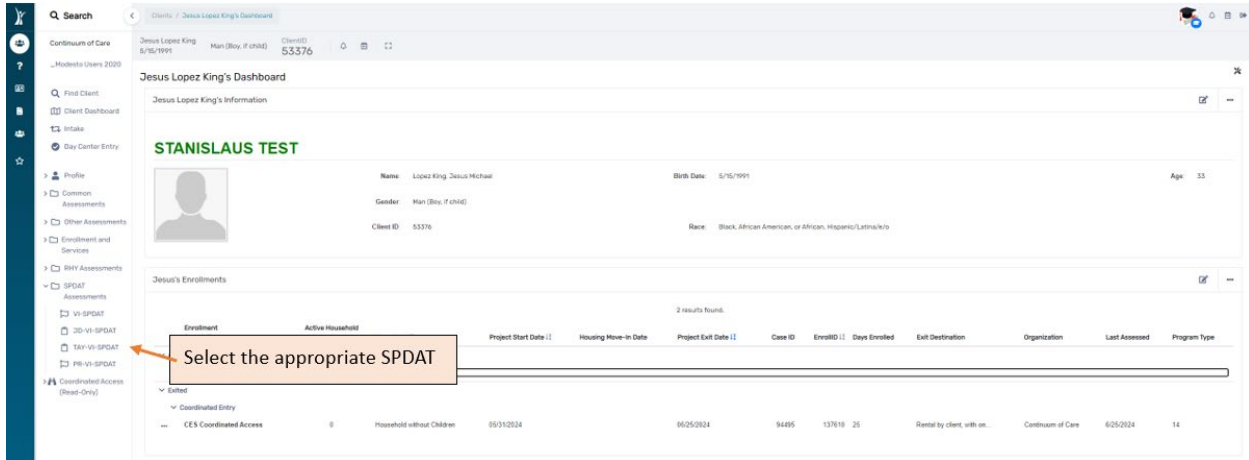 Search
Clients / Jesus Lopez King's Dashboard
Continuum of Care
_Modesto Users 2020
Jesus Lopez King
5/15/1991
Man (Boy, if child)
ClientID
53376
Find Client
Client Dashboard
Intake
Day Center Entry
Profile
Common
Assessments
Other Assessments
Enrollment and
Services
RHY Assessments
SPDAT
Assessments
VI-SPDAT
JD-VI-SPDAT
TAY-VI-SPDAT
PR-VI-SPDAT
Coordinated Access
(Read-Only)
Jesus Lopez King's Dashboard
Jesus Lopez King's Information
STANISLAUS TEST
Name: Lopez King, Jesus Michael
Birth Date: 5/15/1991
Age: 33
Gender: Man (Boy, if child)
Client ID: 53376
Race: Black, African American, or African, Hispanic/Latina/e/o
Jesus's Enrollments
2 results found.
Enrollment Active Household Project Start Date Housing Move-In Date Project Exit Date Case ID EnrollID Days Enrolled Exit Destination Organization Last Assessed Program Type
Select the appropriate SPDAT
Exited
Coordinated Entry
... CES Coordinated Access 0 Household without Children 05/31/2024 06/25/2024 94495 137610 25 Rental by client, with on... Continuum of Care 6/25/2024 14